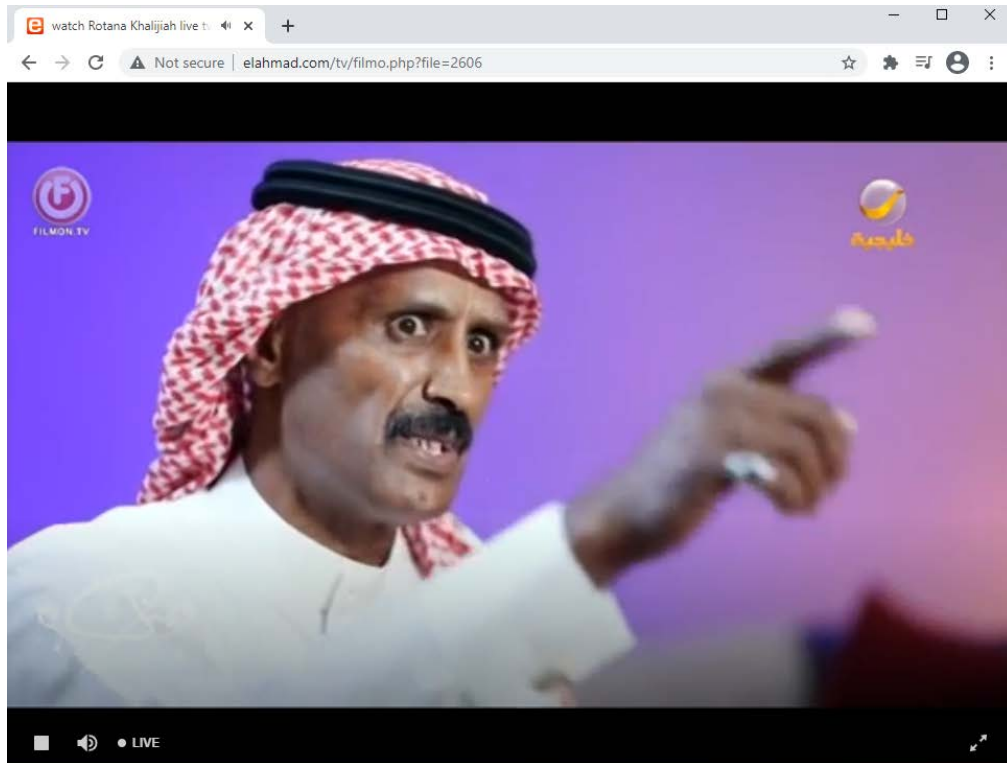 watch Rotana Khalijiah live t
Not secure | elahmad.com/tv/filmo.php?file=2606
FILMON.TV
خليجية
LIVE